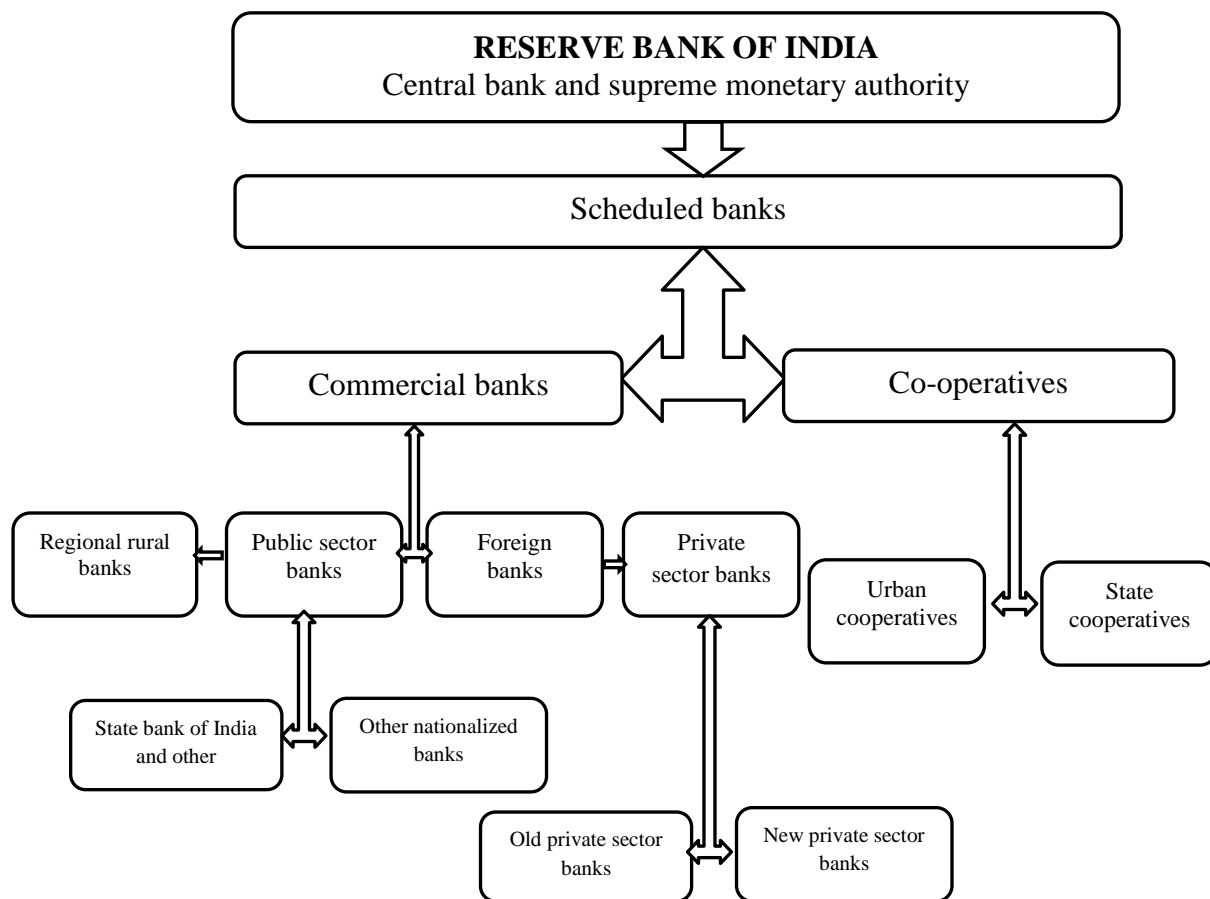 RESERVE BANK OF INDIA
Central bank and supreme monetary authority
Scheduled banks
Commercial banks
Co-operatives
Regional rural
banks
Public sector
banks
Foreign
banks
Private
sector banks
Urban
cooperatives
State
cooperatives
State bank of India
and other
Other nationalized
banks
Old private sector
banks
New private sector
banks